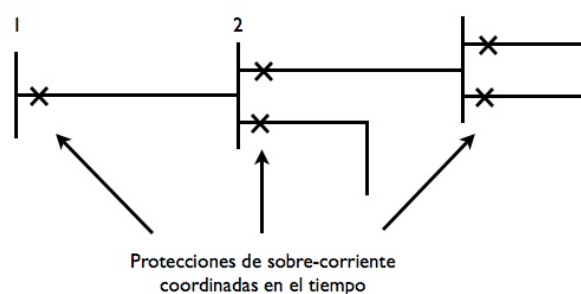 1
2
Protecciones de sobre-corriente
coordinadas en el tiempo